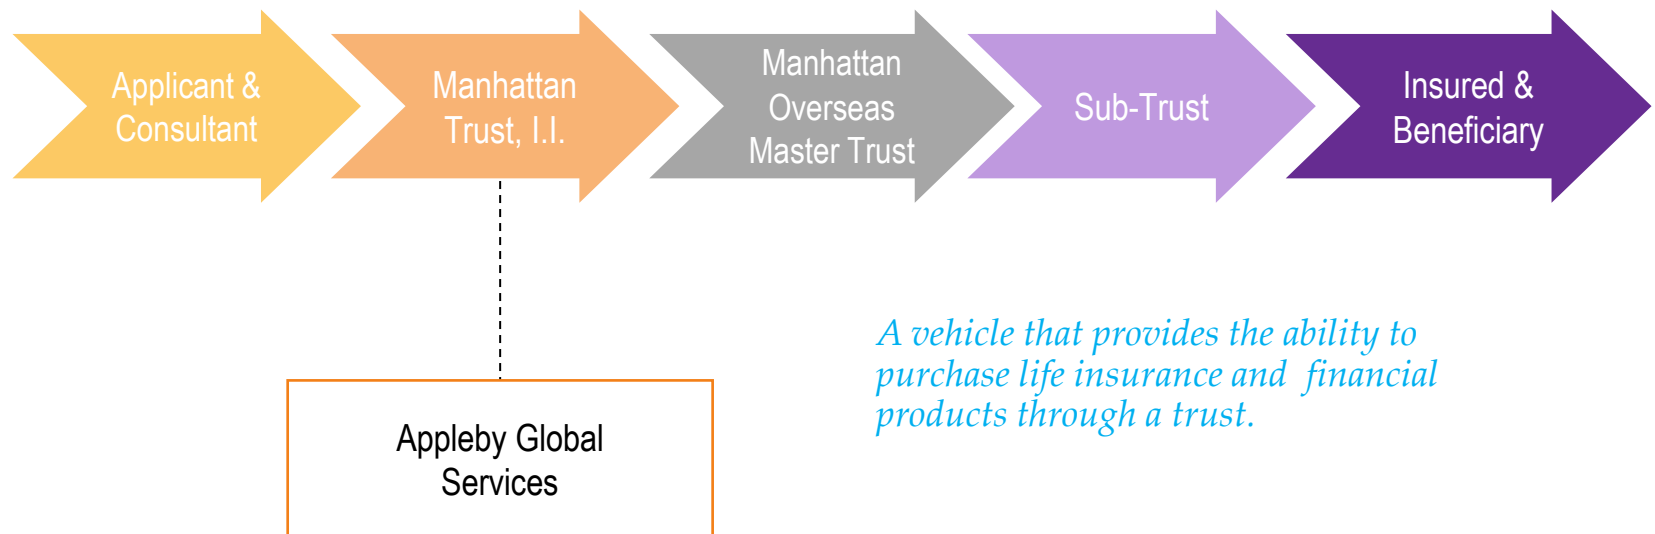 Applicant &
Consultant
Manhattan
Trust, I.I.
Manhattan
Overseas
Master Trust
Sub-Trust
Insured &
Beneficiary
Appleby Global
Services
A vehicle that provides the ability to
purchase life insurance and financial
products through a trust.